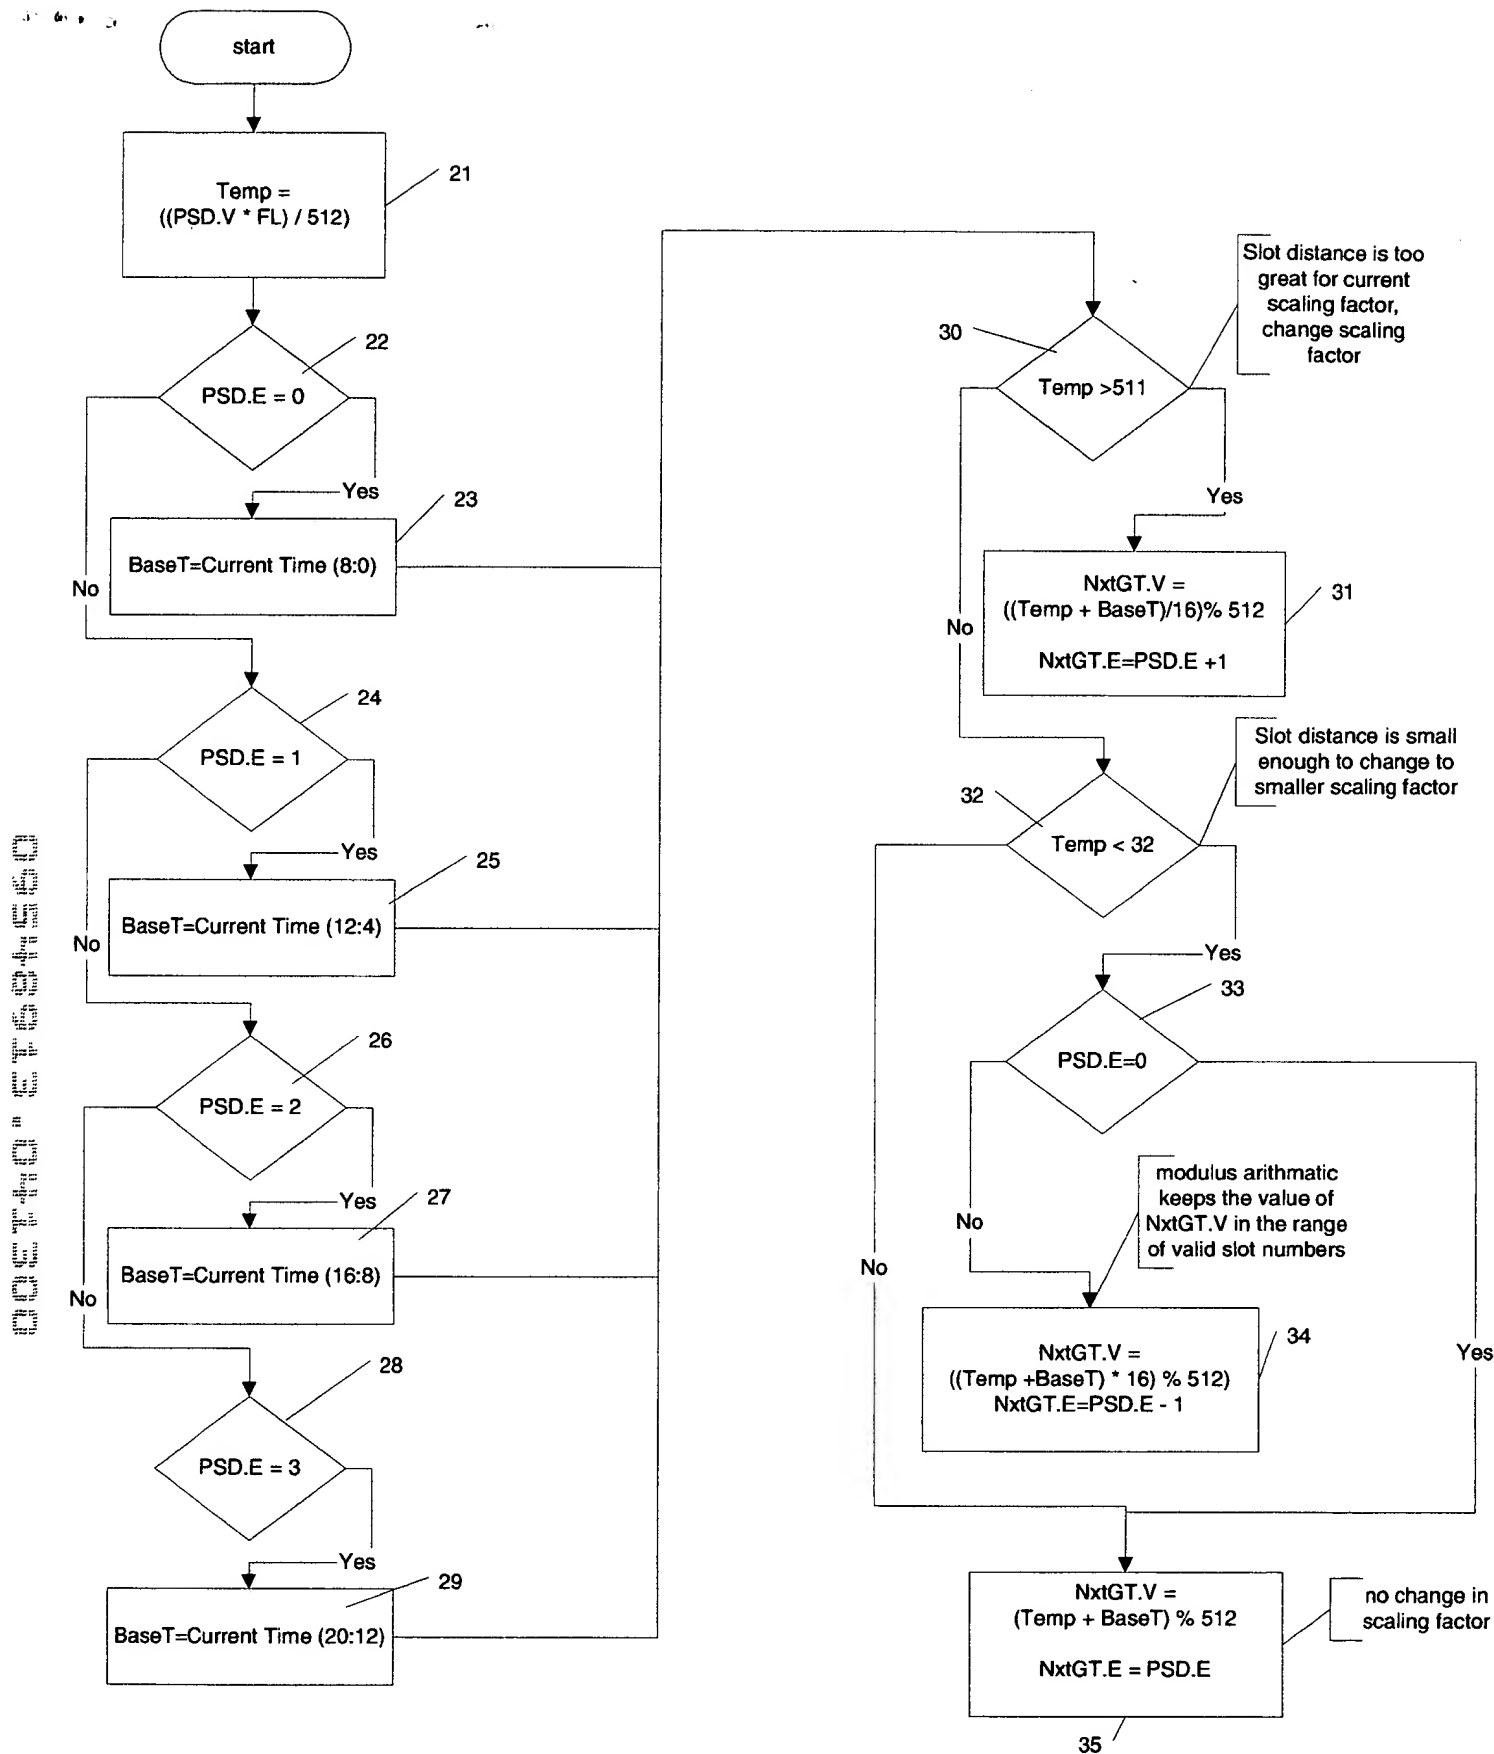 start
21
Temp =
((PSD.V * FL) / 512)
22
PSD.E = 0
Yes
23
BaseT=Current Time (8:0)
No
24
PSD.E = 1
Yes
25
BaseT=Current Time (12:4)
No
26
PSD.E = 2
Yes
27
BaseT=Current Time (16:8)
No
28
PSD.E = 3
Yes
29
BaseT=Current Time (20:12)
Slot distance is too
great for current
scaling factor,
change scaling
factor
30
Temp >511
Yes
No
31
NxtGT.V =
((Temp + BaseT)/16)% 512
NxtGT.E=PSD.E +1
Slot distance is small
enough to change to
smaller scaling factor
32
Temp < 32
Yes
No
33
PSD.E=0
No
Yes
modulus arithmatic
keeps the value of
NxtGT.V in the range
of valid slot numbers
34
NxtGT.V =
((Temp +BaseT) * 16) % 512)
NxtGT.E=PSD.E - 1
NxtGT.V =
(Temp + BaseT) % 512
NxtGT.E = PSD.E
no change in
scaling factor
35